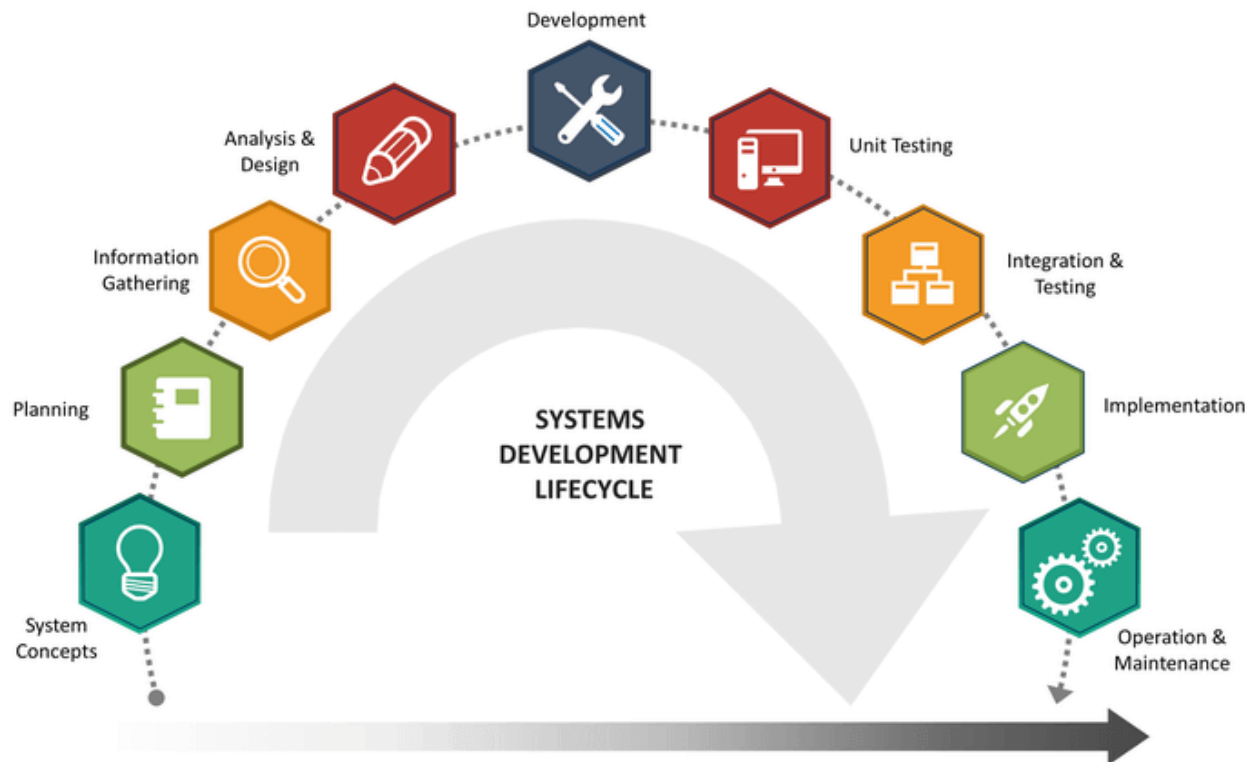 Development
Analysis &
Design
Unit Testing
Information
Gathering
Integration &
Testing
Planning
Implementation
SYSTEMS
DEVELOPMENT
LIFECYCLE
System
Concepts
Operation &
Maintenance